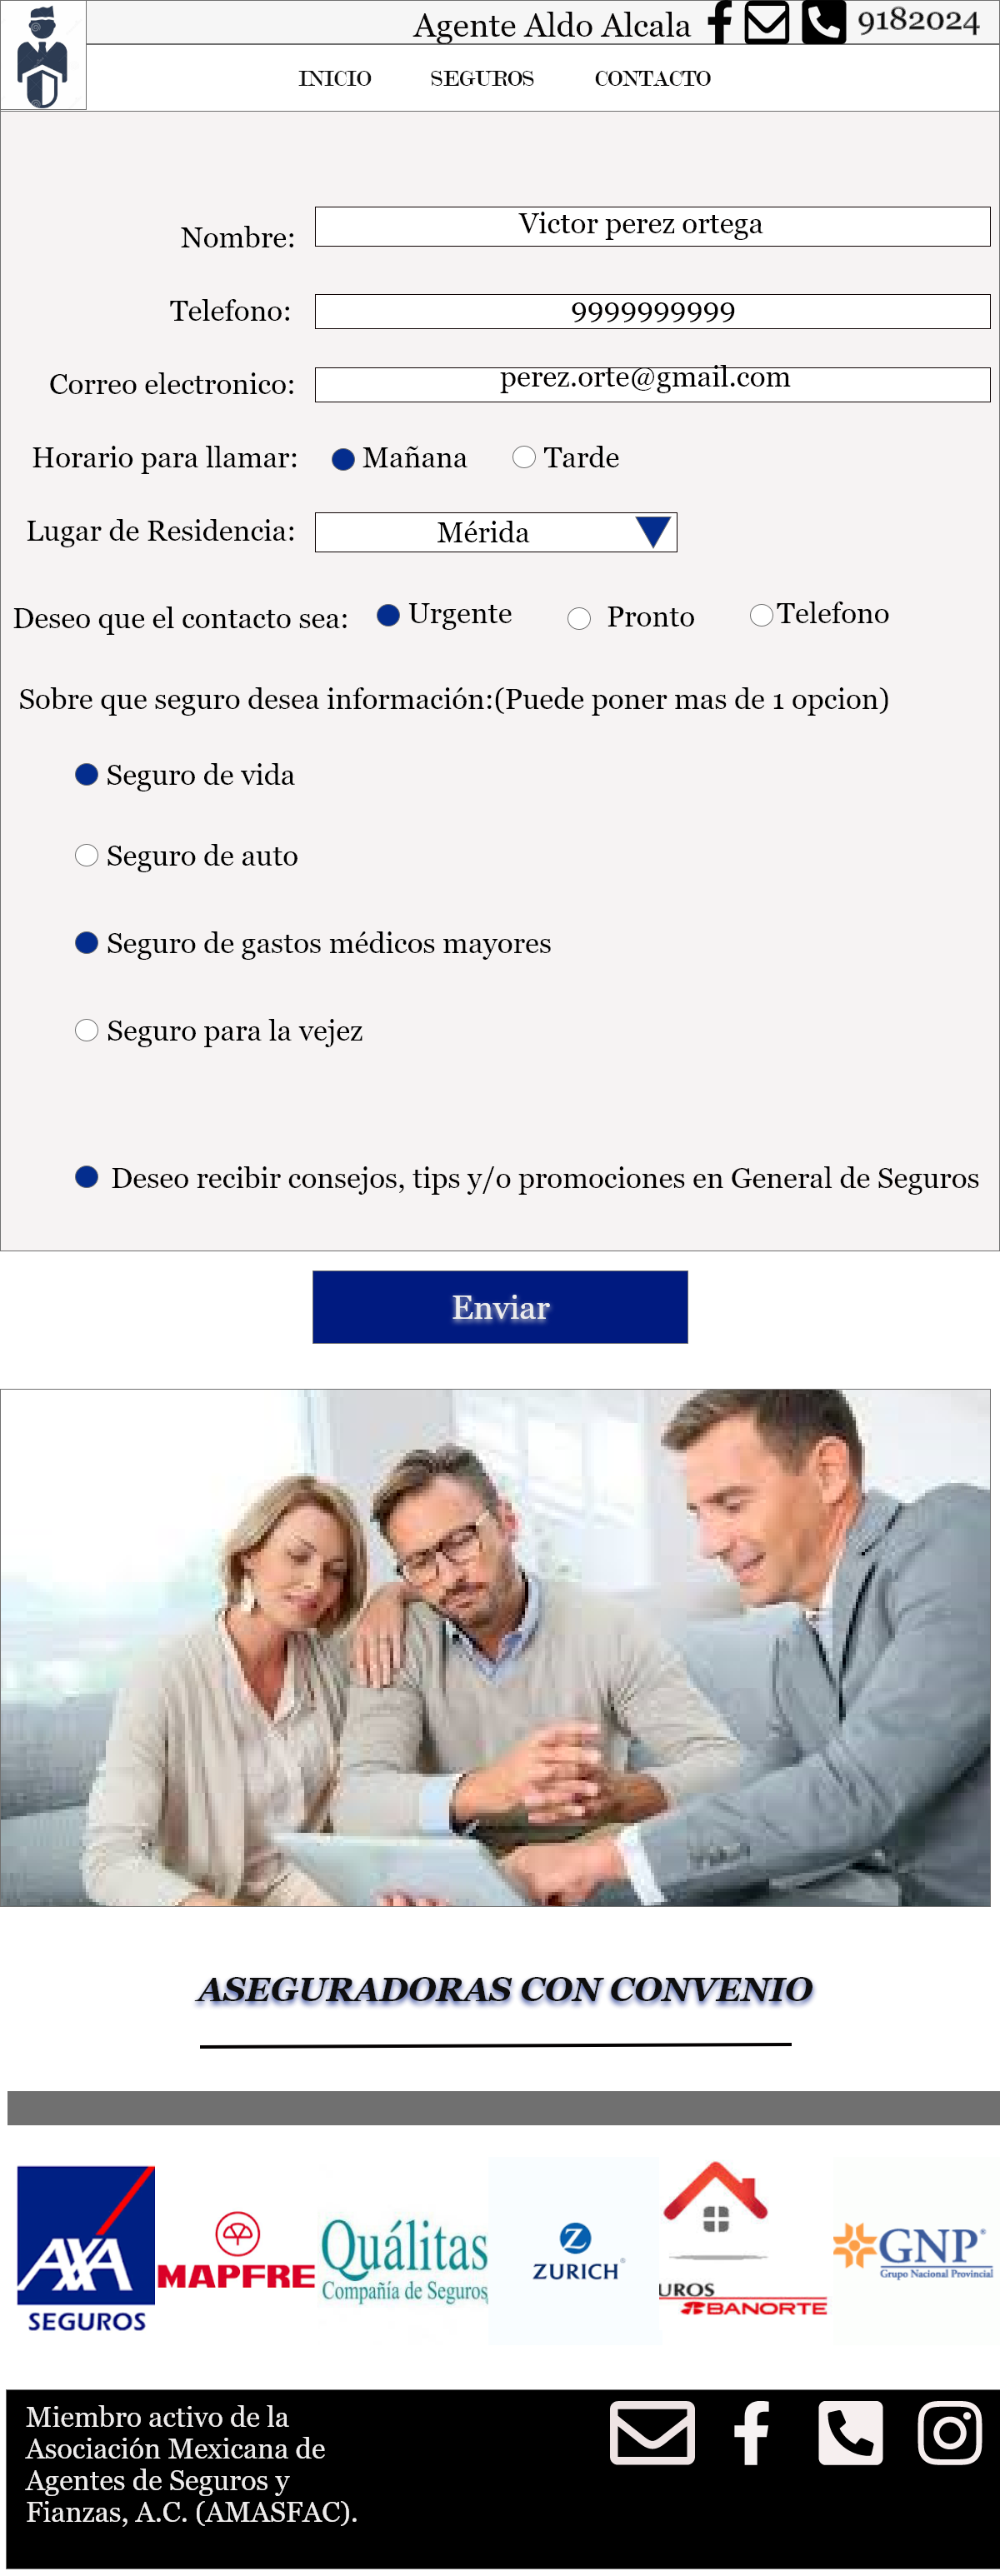 Agente Aldo Alcala
9182024
INICIO SEGUROS CONTACTO
Nombre: Victor perez ortega
Telefono: 9999999999
Correo electronico: perez.orte@gmail.com
Horario para llamar: Mañana Tarde
Lugar de Residencia: Mérida
Deseo que el contacto sea: Urgente Pronto Telefono
Sobre que seguro desea información:(Puede poner mas de 1 opcion)
Seguro de vida
Seguro de auto
Seguro de gastos médicos mayores
Seguro para la vejez
Deseo recibir consejos, tips y/o promociones en General de Seguros
Enviar
ASEGURADORAS CON CONVENIO
AXA
SEGUROS
MAPFRE
Quálitas
Compañía de Seguros
ZURICH®
UROS
BANORTE
GNP®
Grupo Nacional Provincial
Miembro activo de la
Asociación Mexicana de
Agentes de Seguros y
Fianzas, A.C. (AMASFAC).